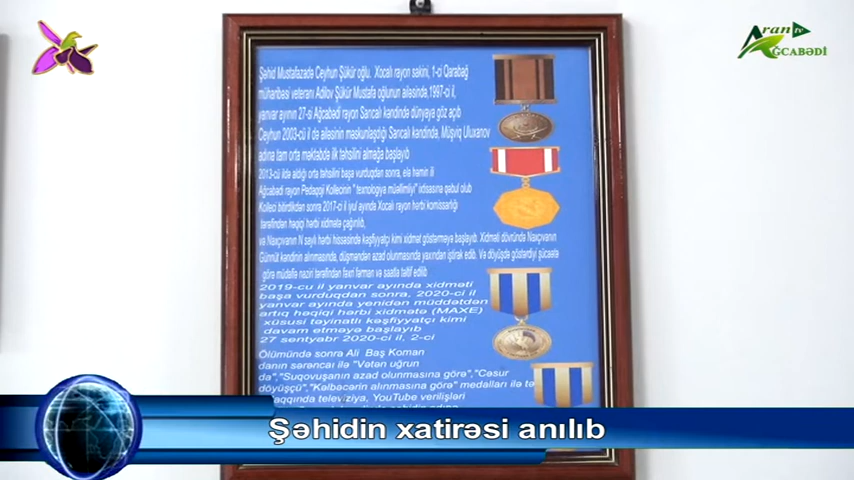 Aran tv
AĞCABƏDİ
Şəhid Mustafazadə Ceyhun Şükür oğlu. Xocalı rayon sakini, 1-ci Qarabağ
müharibəsi veteranı Adilov Şükür Mustafa oğlunun ailəsində,1997-ci il,
yanvar ayının 27-si Ağcabədi rayon Sarıcalı kəndində dünyaya göz açıb
Ceyhun 2003-cü il də ailəsinin məskunlaşdığı Sarıcalı kəndində, Müşviq Uluxanov
adına tam orta məktəbdə ilk təhsilini almağa başlayıb
2013-cü ildə aldığı orta təhsilini başa vurduqdan sonra, elə həmin ili
Ağcabədi rayon Pedaqoji Kollecinin " texnologiya müəllimliyi" ixtisasına qəbul olub
Kolleci bitirdikdən sonra 2017-ci il iyul ayında Xocalı rayon hərbi komissarlığı
tərəfindən həqiqi hərbi xidmətə çağırılıb,
və Naxçıvanın N saylı hərbi hissəsində kəşfiyyatçı kimi xidmət göstərməyə başlayıb. Xidməti dövründə Naxçıvanın
Günnüt kəndinin alınmasında, düşməndən azad olunmasında yaxından iştirak edib. Və döyüşdə göstərdiyi şücaətə
görə müdafiə naziri tərəfindən fəxri fərman və saatla təltif edilib
2019-cu il yanvar ayında xidməti
başa vurduqdan sonra, 2020-ci il
yanvar ayında yenidən müddətdən
artıq həqiqi hərbi xidmətə (MAXE)
xüsusi təyinatlı kəşfiyyatçı kimi
davam etməyə başlayıb
27 sentyabr 2020-ci il, 2-ci
Ölümündə sonra Ali Baş Koman
danın sərəncaı ilə "Vətən uğrun
da","Suqovuşanın azad olunmasına görə","Cəsur
döyüşçü","Kəlbəcərin alınmasına görə" medalları ilə tə
aqqında televiziya, YouTube verilişləri
Şəhidin xatirəsi anılıb